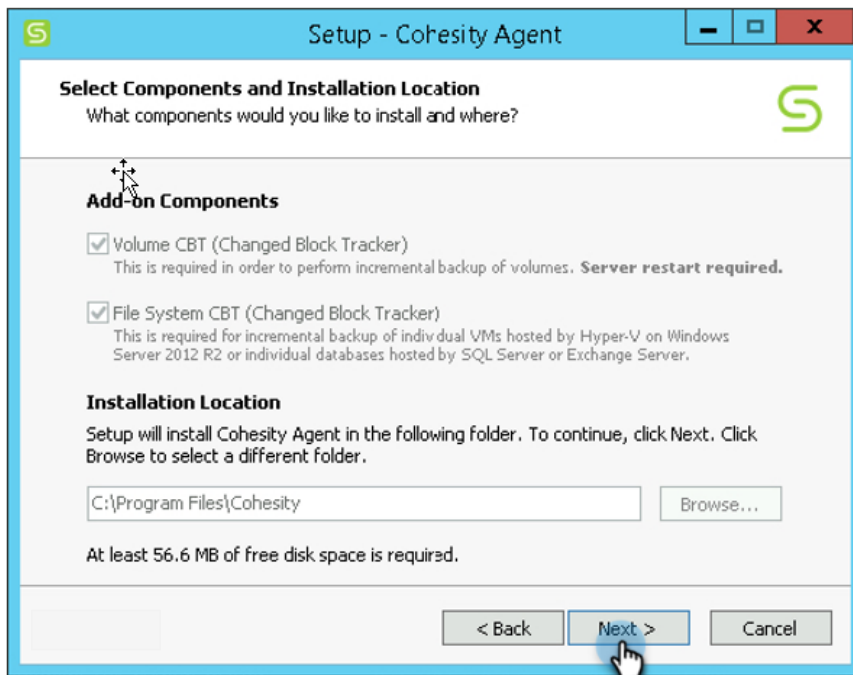 Setup - Cohesity Agent
Select Components and Installation Location
What components would you like to install and where?
Add-on Components
Volume CBT (Changed Block Tracker)
This is required in order to perform incremental backup of volumes. Server restart required.
File System CBT (Changed Block Tracker)
This is required for incremental backup of individual VMs hosted by Hyper-V on Windows
Server 2012 R2 or individual databases hosted by SQL Server or Exchange Server.
Installation Location
Setup will install Cohesity Agent in the following folder. To continue, click Next. Click
Browse to select a different folder.
C:\Program Files\Cohesity
Browse...
At least 56.6 MB of free disk space is required.
< Back
Next >
Cancel